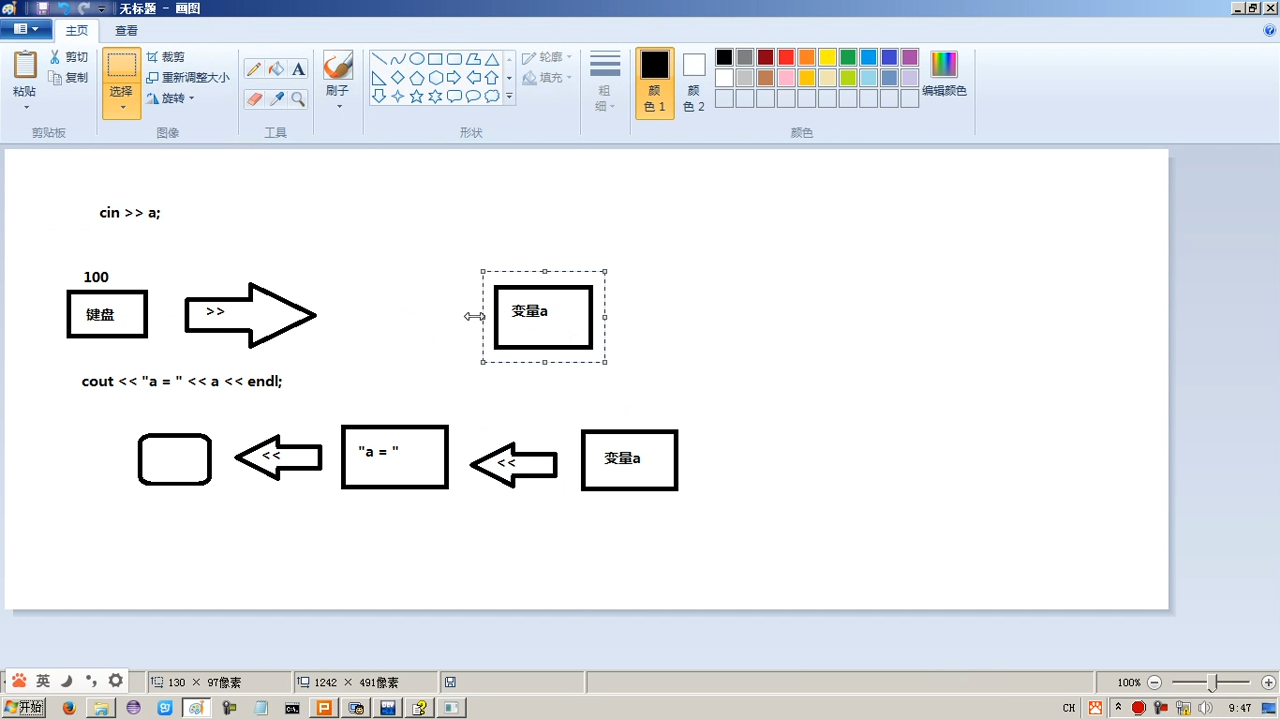 无标题 - 画图
主页
查看
粘贴
剪切
复制
剪贴板
选择
裁剪
重新调整大小
旋转
图像
A
工具
刷子
轮廓
填充
形状
粗
细
颜
色 1
颜
色 2
编辑颜色
颜色
cin >> a;
100
键盘
>>
变量a
cout << "a = " << a << endl;
<<
"a = "
<<
变量a
英
130 × 97像素
1242 × 491像素
100%
开始
CH
9:47